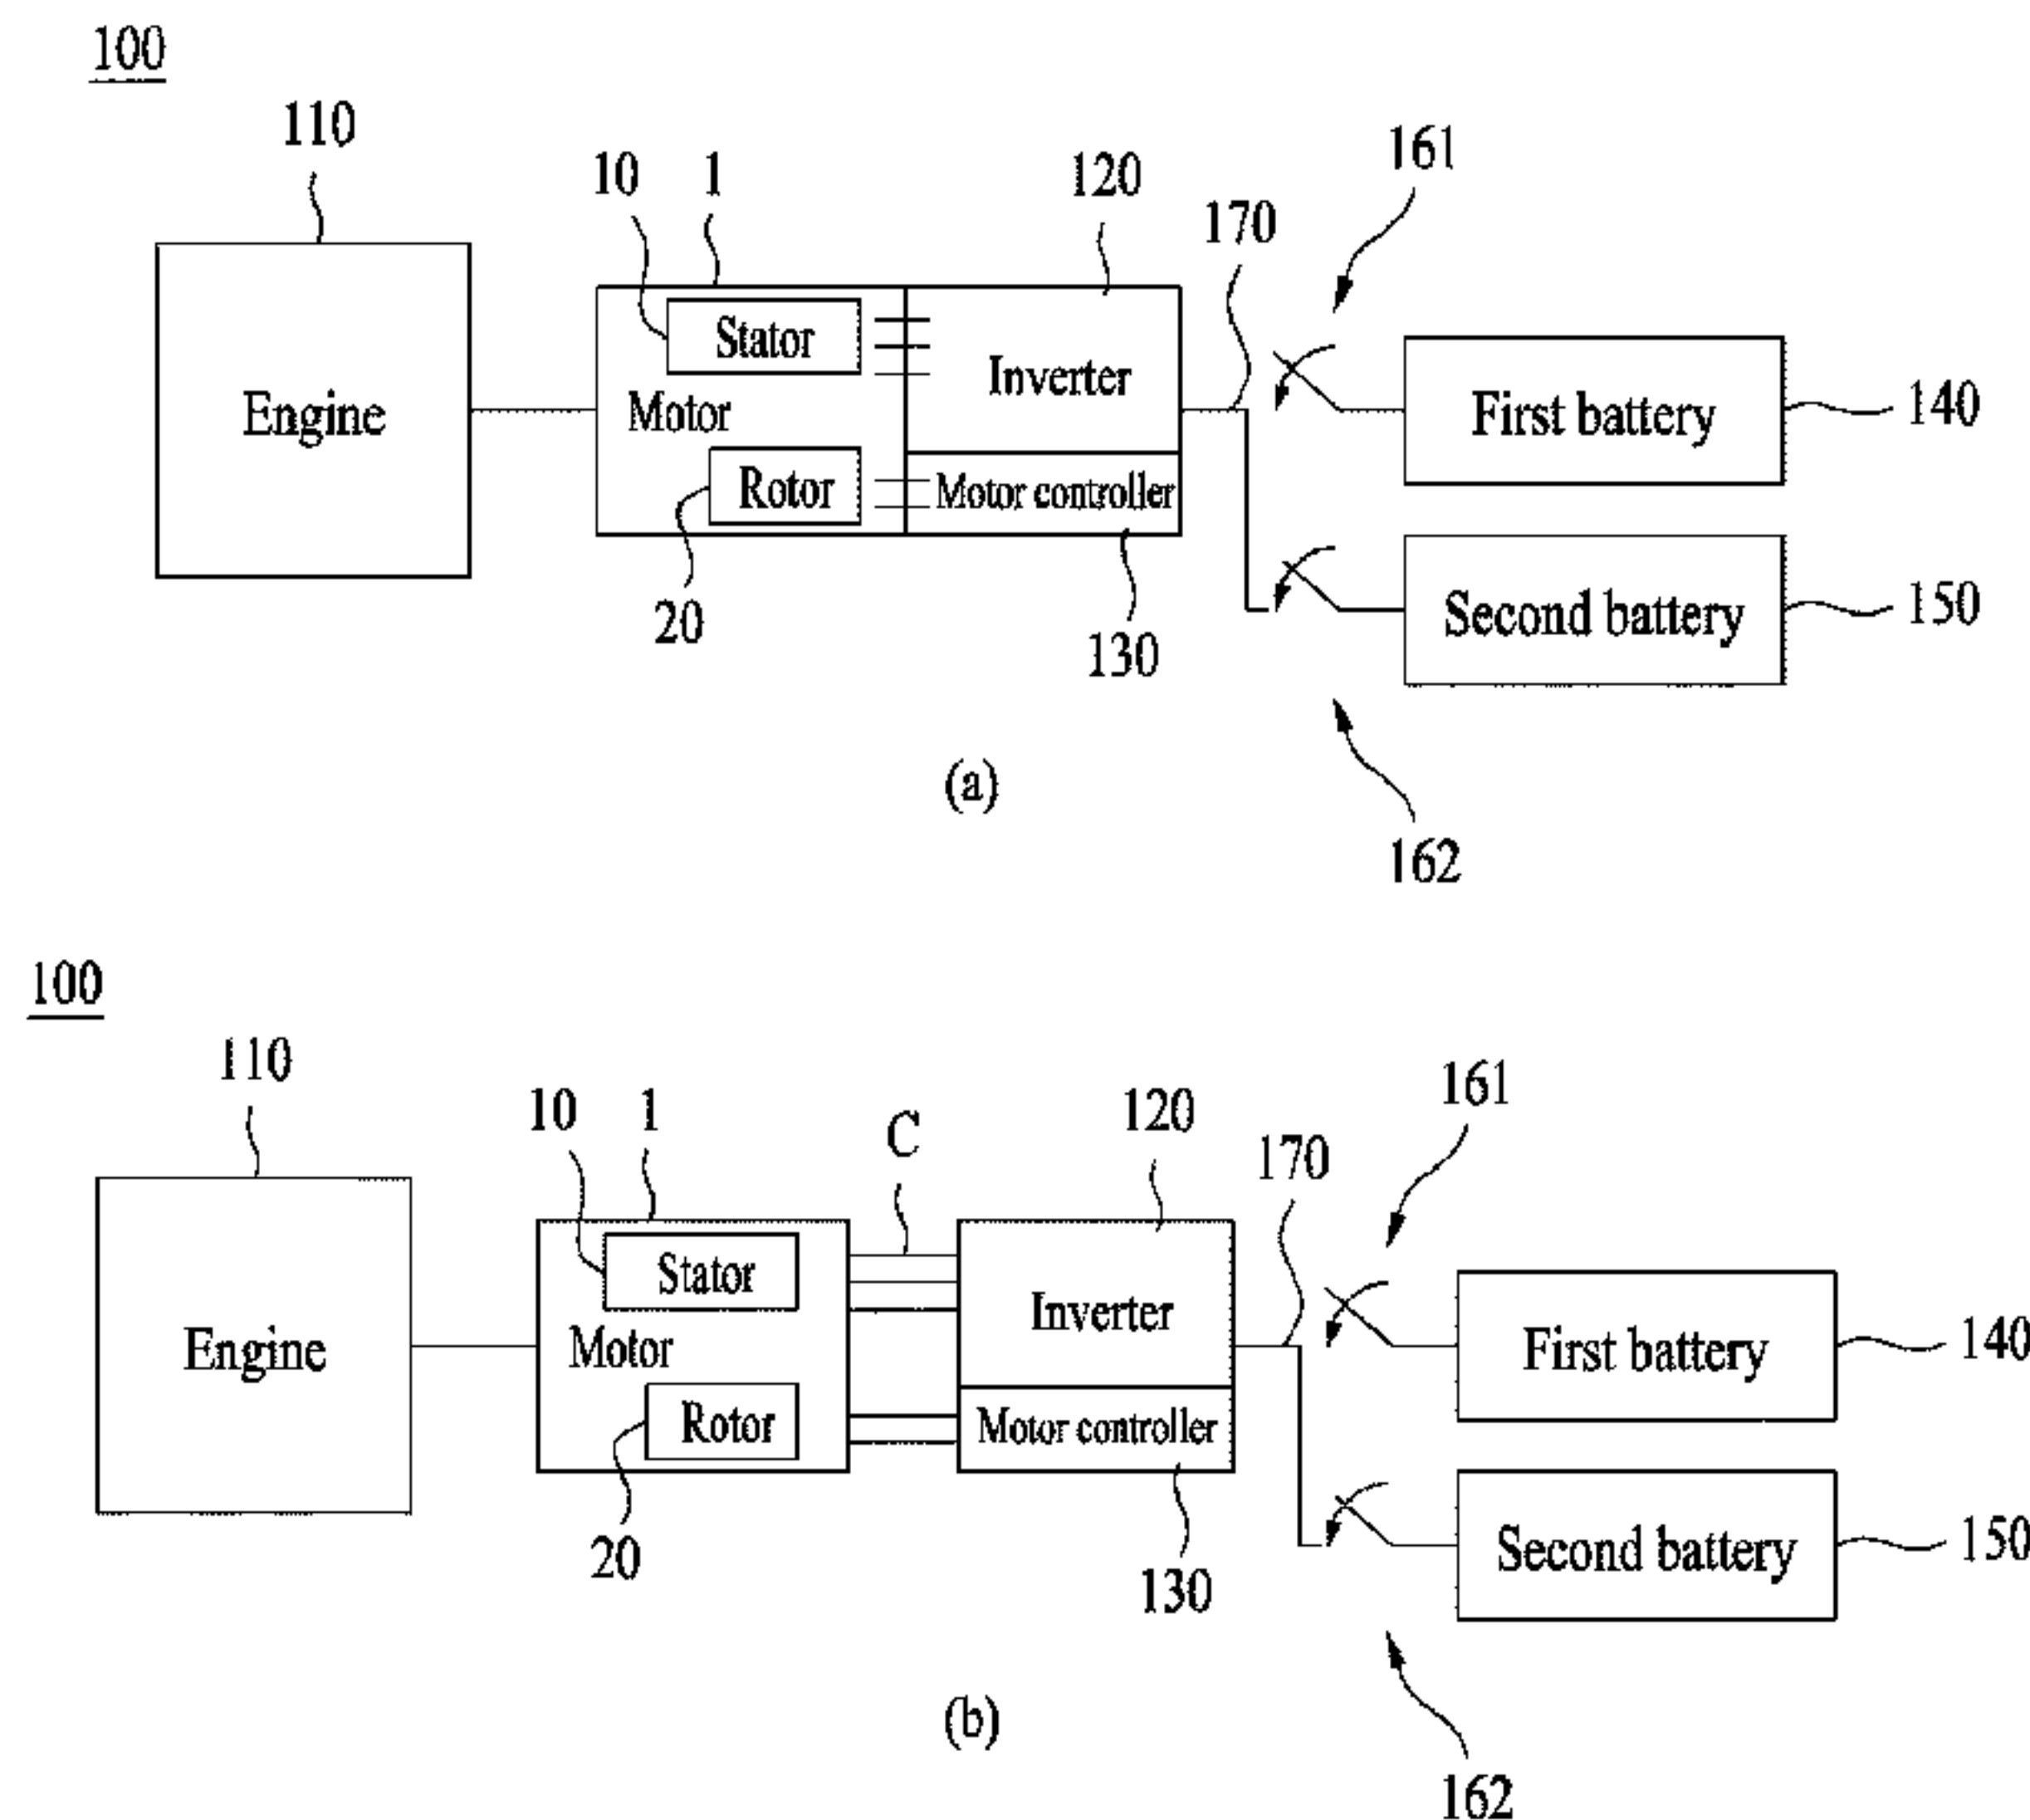 100
110
10
1
120
170
161
Stator
Inverter
Engine
Motor
First battery
140
Rotor
Motor controller
20
130
Second battery
150
(a)
162
100
110
10
1
C
120
170
161
Stator
Inverter
Engine
Motor
First battery
140
Rotor
Motor controller
20
130
Second battery
150
(b)
162